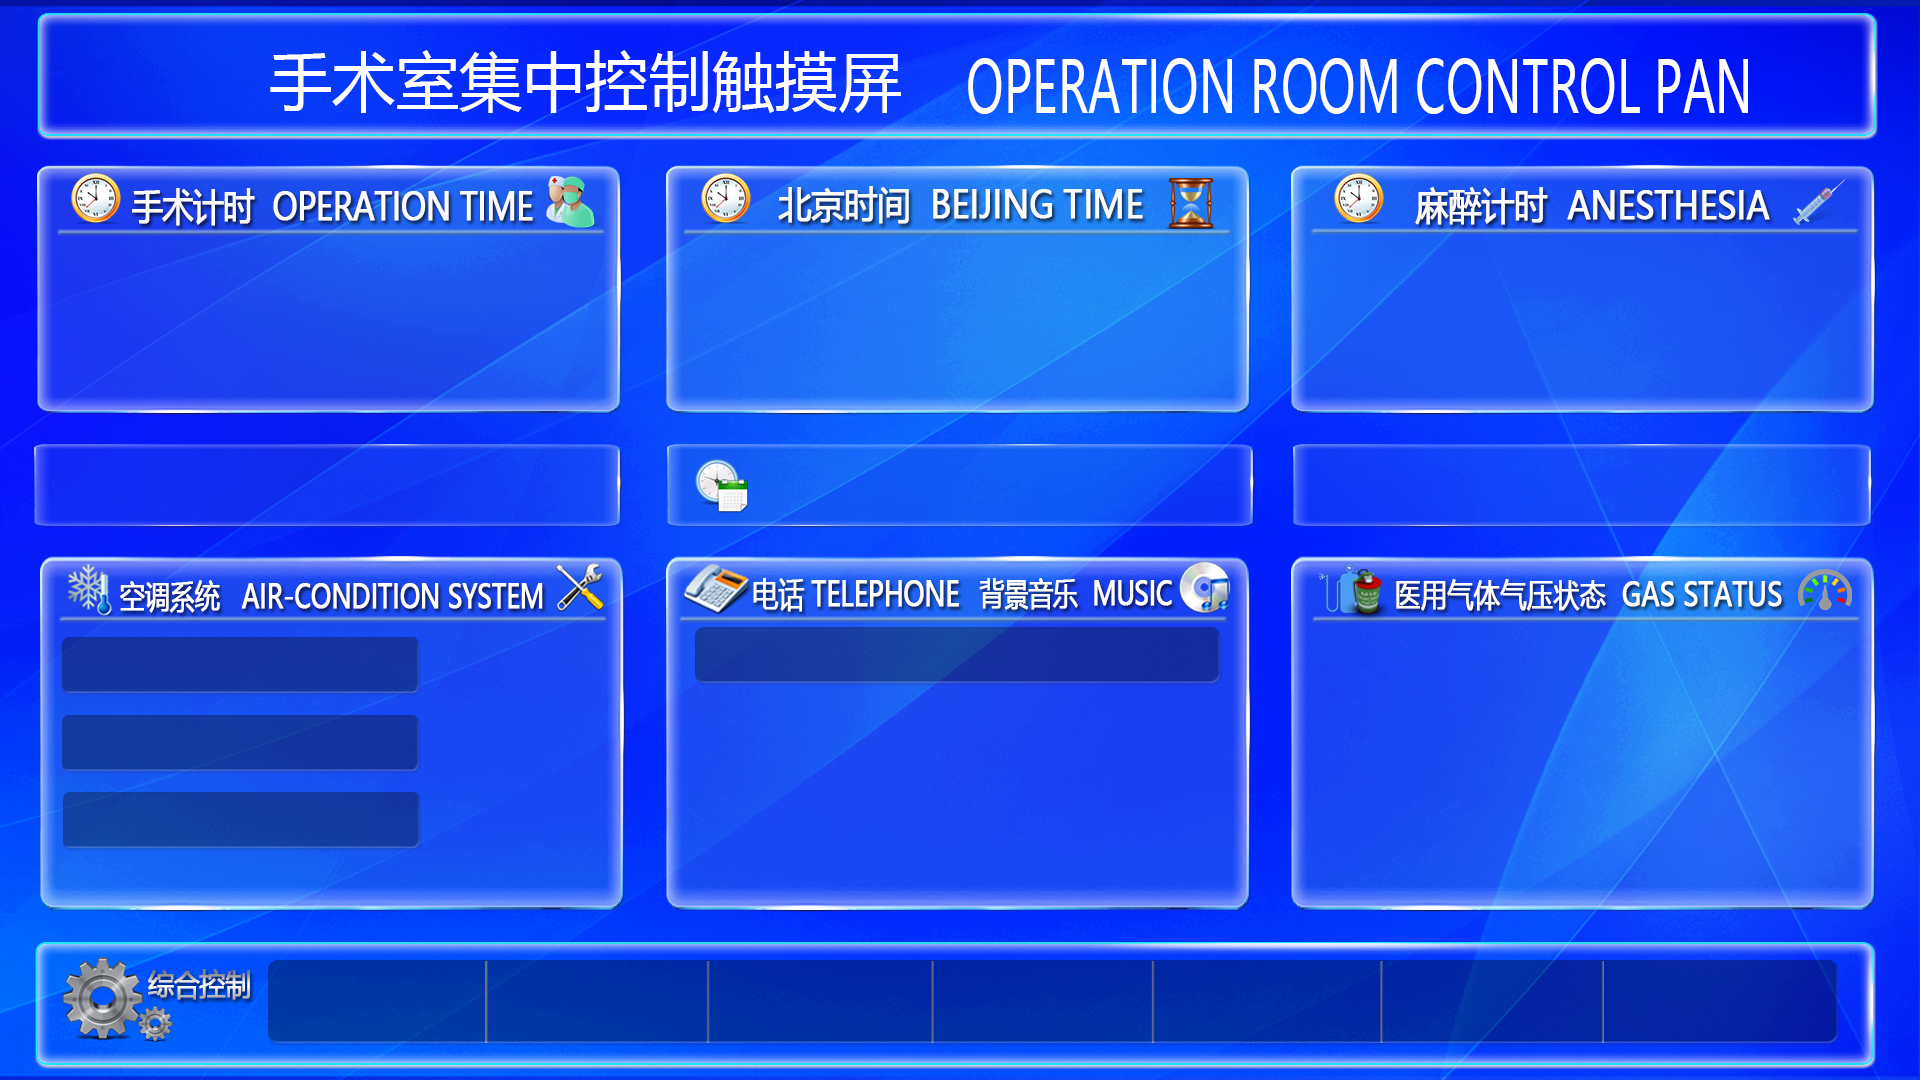 手术室集中控制触摸屏 OPERATION ROOM CONTROL PAN
手术计时 OPERATION TIME
北京时间 BEIJING TIME
麻醉计时 ANESTHESIA
空调系统 AIR-CONDITION SYSTEM
电话 TELEPHONE 背景音乐 MUSIC
医用气体气压状态 GAS STATUS
综合控制